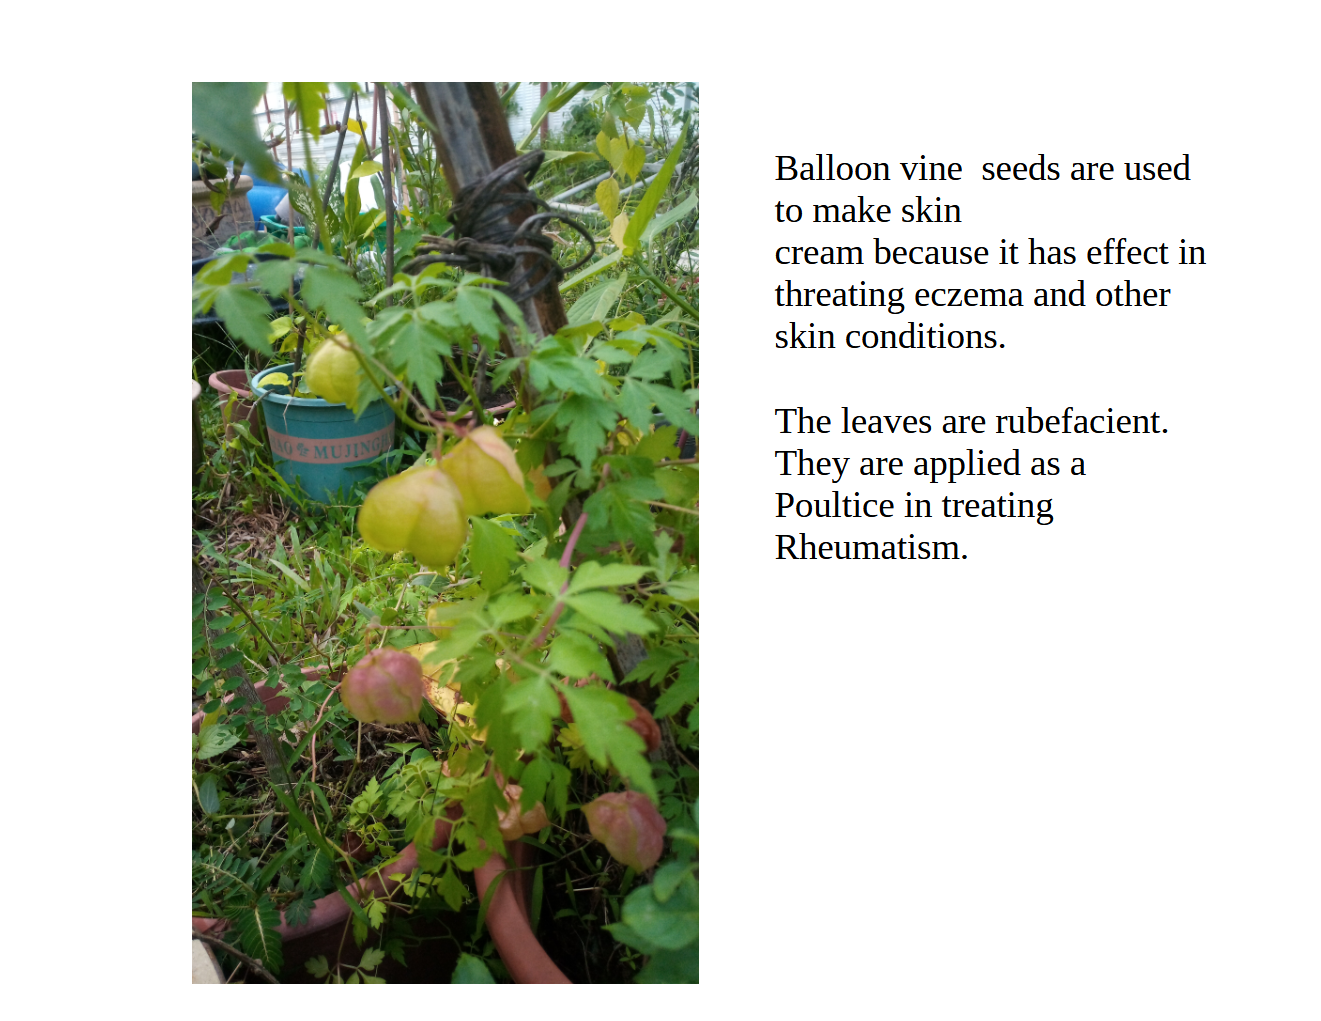 Balloon vine  seeds are used
to make skin
cream because it has effect in
threating eczema and other
skin conditions.
The leaves are rubefacient.
They are applied as a
Poultice in treating
Rheumatism.
MUJING